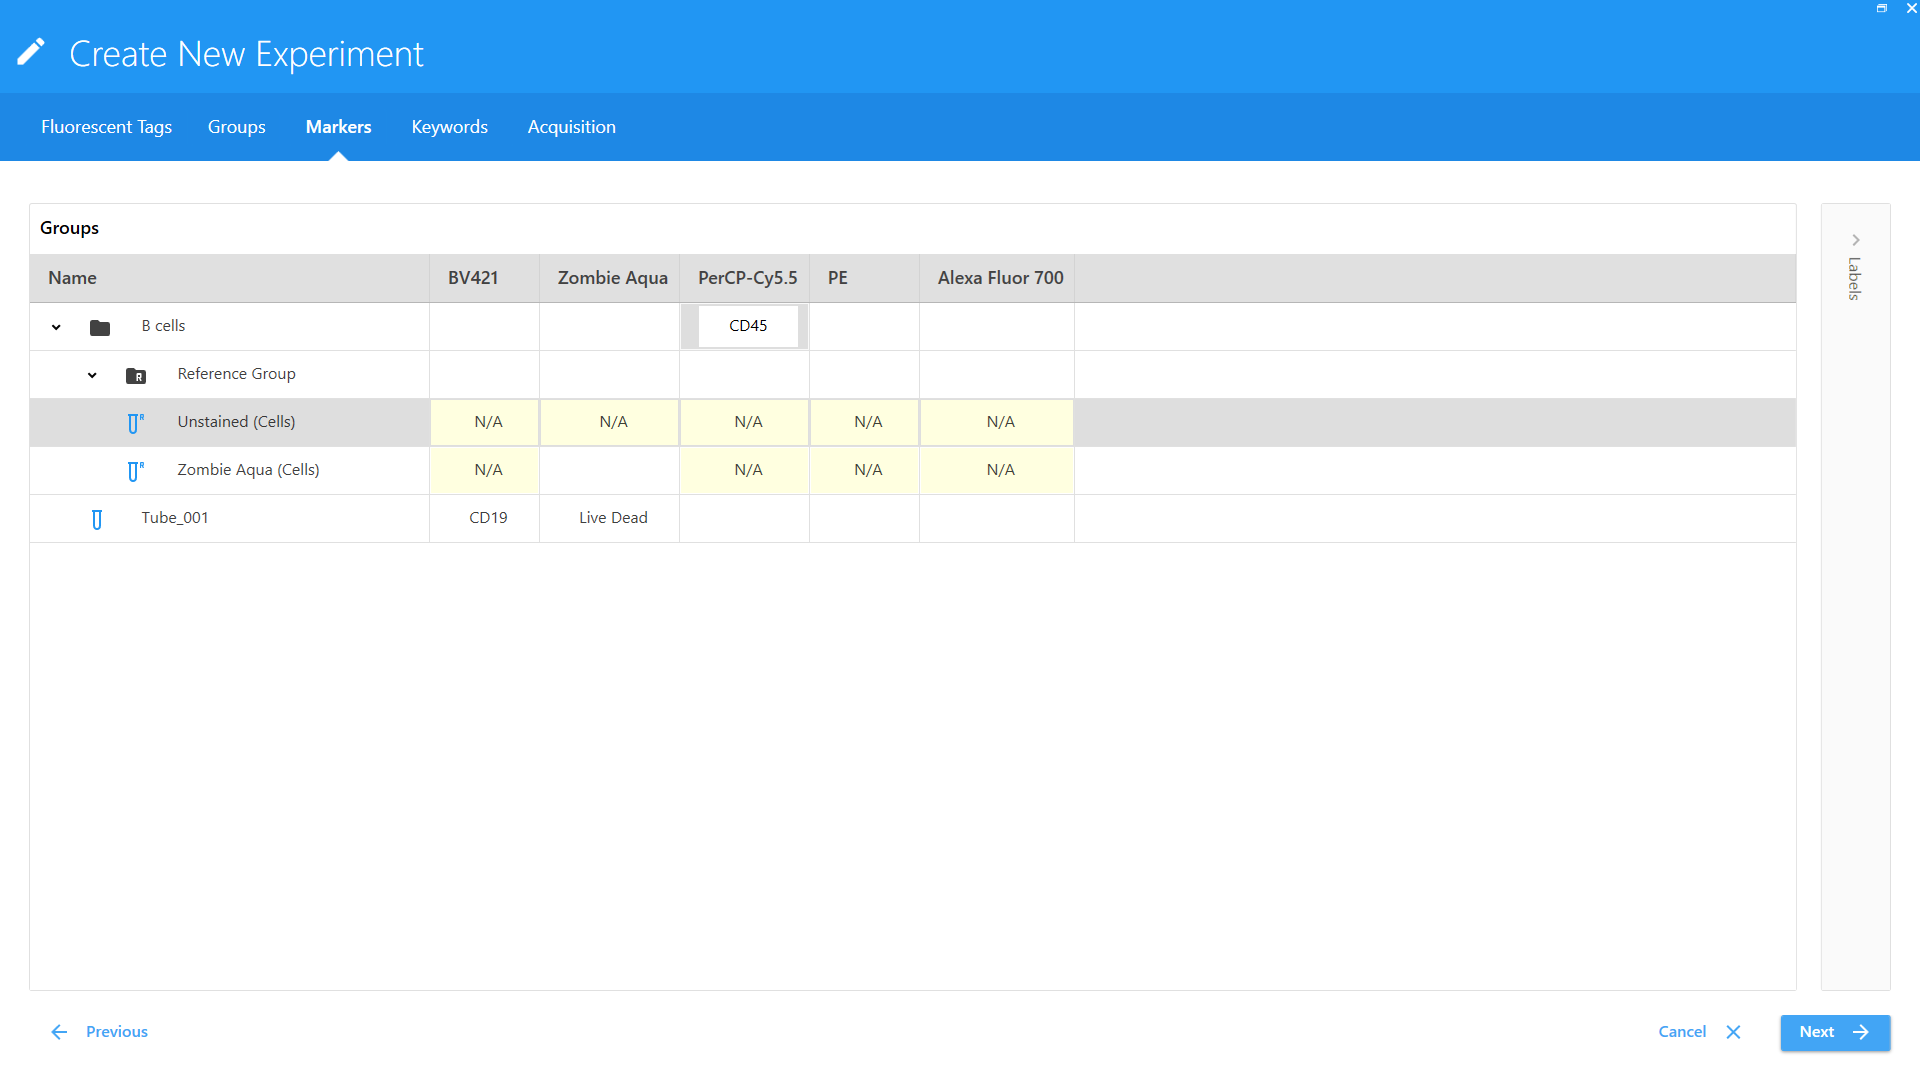 Create New Experiment
Fluorescent Tags Groups Markers Keywords Acquisition
Groups
Name BV421 Zombie Aqua PerCP-Cy5.5 PE Alexa Fluor 700
B cells CD45
Reference Group
R Unstained (Cells) N/A N/A N/A N/A N/A
R Zombie Aqua (Cells) N/A N/A N/A N/A
Tube_001 CD19 Live Dead
Labels
Previous Cancel Next